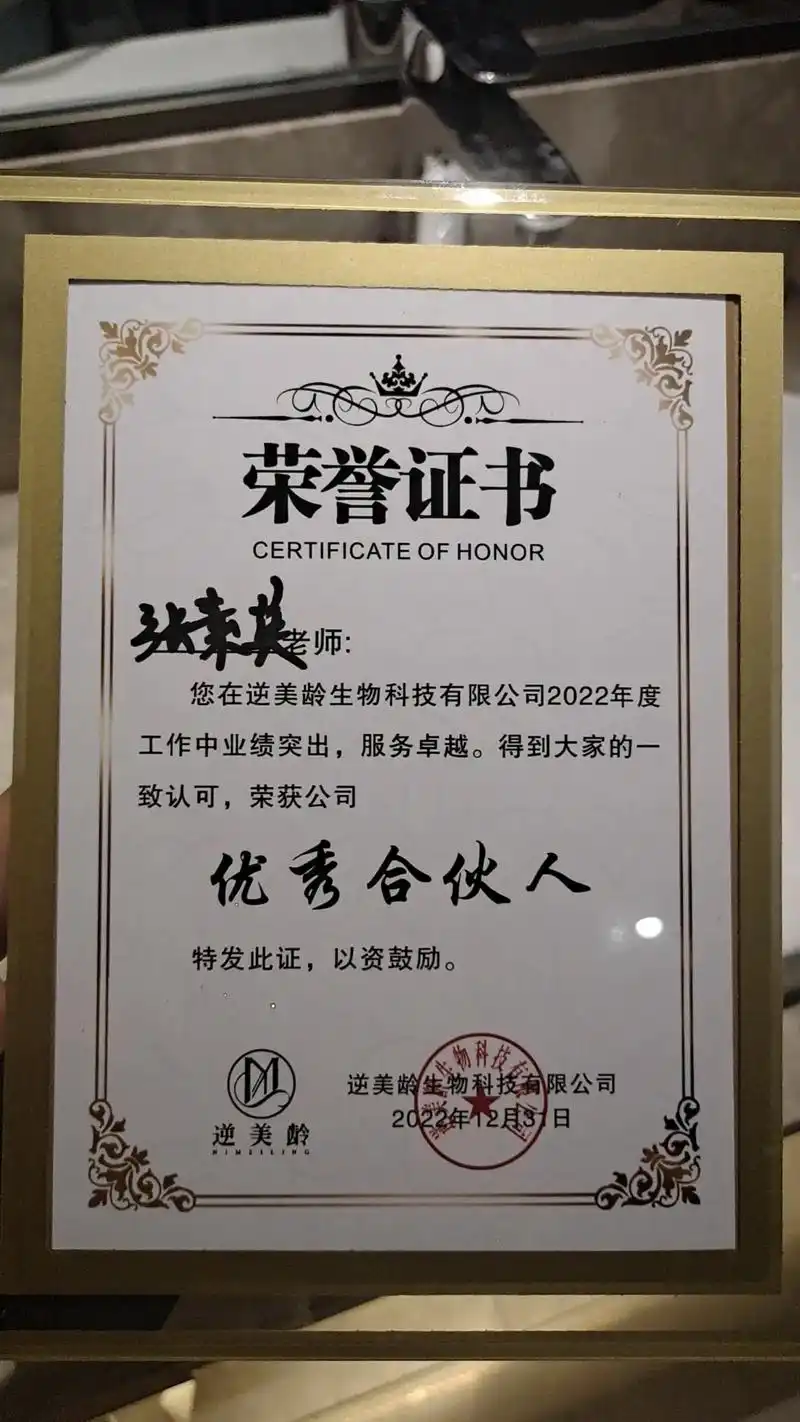 荣誉证书
CERTIFICATE OF HONOR
张素英老师:
您在逆美龄生物科技有限公司2022年度
工作中业绩突出，服务卓越。得到大家的一
致认可，荣获公司
优秀合伙人
特发此证，以资鼓励。
逆美龄生物科技有限公司
2022年12月31日
逆美龄
NIMEILING